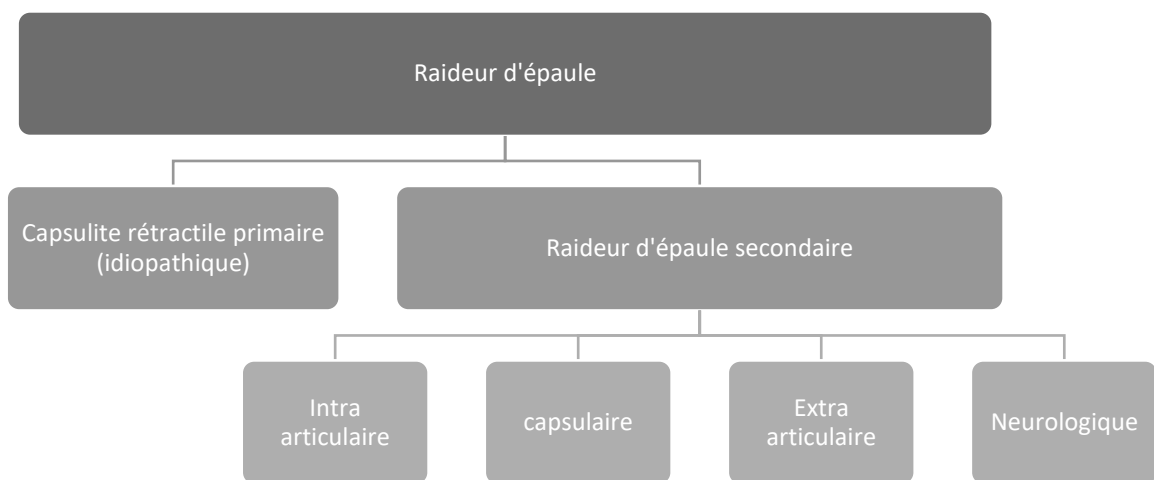 Raideur d'épaule
Capsulite rétractile primaire
(idiopathique)
Raideur d'épaule secondaire
Intra
articulaire
capsulaire
Extra
articulaire
Neurologique